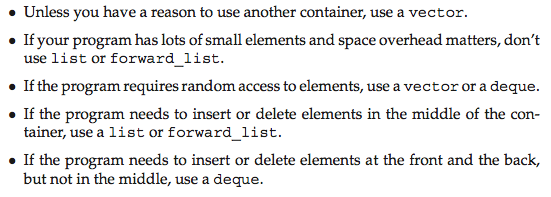 • Unless you have a reason to use another container, use a vector.
• If your program has lots of small elements and space overhead matters, don't
use list or forward_list.
• If the program requires random access to elements, use a vector or a deque.
• If the program needs to insert or delete elements in the middle of the con-
tainer, use a list or forward_list.
• If the program needs to insert or delete elements at the front and the back,
but not in the middle, use a deque.